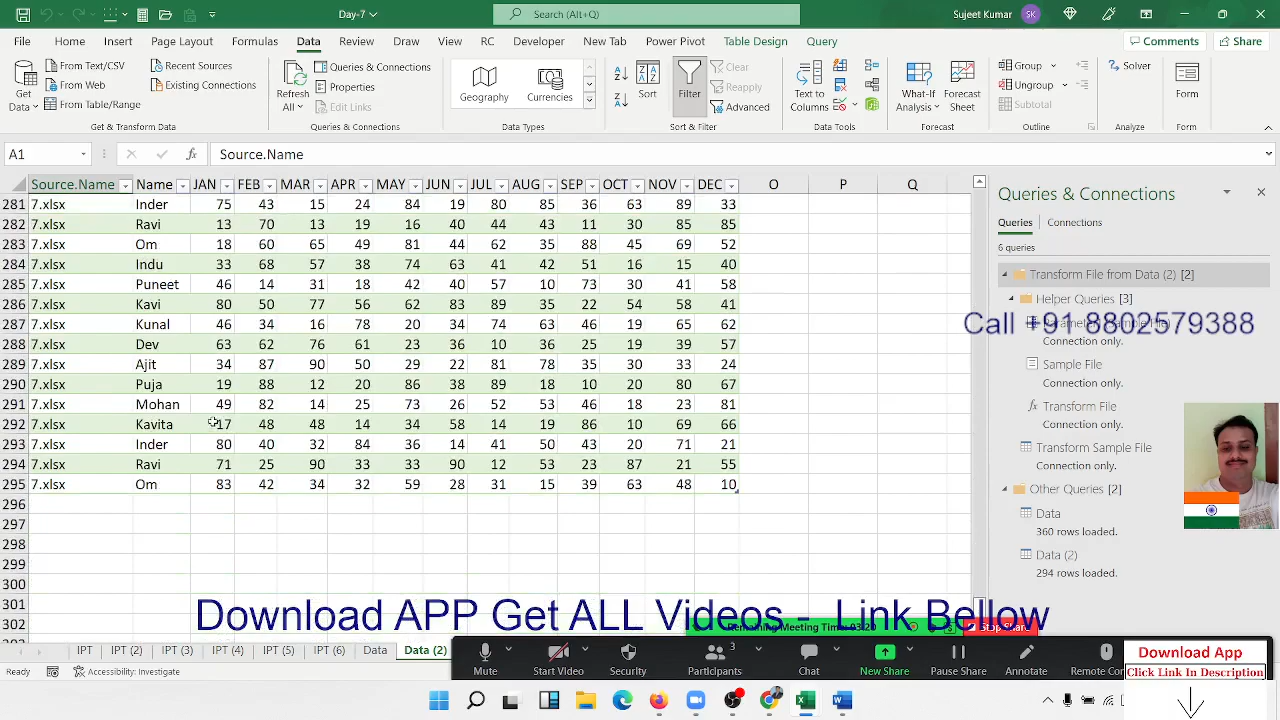 Day-7
Search (Alt+Q)
Sujeet Kumar SK
File Home Insert Page Layout Formulas Data Review Draw View RC Developer New Tab Power Pivot Table Design Query Comments Share
Get Data From Text/CSV From Web From Table/Range Recent Sources Existing Connections
Refresh All Queries & Connections Properties Edit Links
Geography Currencies
Sort Filter Clear Reapply Advanced
Text to Columns
What-If Analysis Forecast Sheet
Group Ungroup Subtotal
Solver
Form
Get & Transform Data Queries & Connections Data Types Sort & Filter Data Tools Forecast Outline Analyze Form
A1 fx Source.Name
Source.Name Name JAN FEB MAR APR MAY JUN JUL AUG SEP OCT NOV DEC O P Q
281 7.xlsx Inder 75 43 15 24 84 19 80 85 36 63 89 33
282 7.xlsx Ravi 13 70 13 19 16 40 44 43 11 30 85 85
283 7.xlsx Om 18 60 65 49 81 44 62 35 88 45 69 52
284 7.xlsx Indu 33 68 57 38 74 63 41 42 51 16 15 40
285 7.xlsx Puneet 46 14 31 18 42 40 57 10 73 30 41 58
286 7.xlsx Kavi 80 50 77 56 62 83 89 35 22 54 58 41
287 7.xlsx Kunal 46 34 16 78 20 34 74 63 46 19 65 62
288 7.xlsx Dev 63 62 76 61 23 36 10 36 25 19 39 57
289 7.xlsx Ajit 34 87 90 50 29 22 81 78 35 30 33 24
290 7.xlsx Puja 19 88 12 20 86 38 89 18 10 20 80 67
291 7.xlsx Mohan 49 82 14 25 73 26 52 53 46 18 23 81
292 7.xlsx Kavita 17 48 48 14 34 58 14 19 86 10 69 66
293 7.xlsx Inder 80 40 32 84 36 14 41 50 43 20 71 21
294 7.xlsx Ravi 71 25 90 33 33 90 12 53 23 87 21 55
295 7.xlsx Om 83 42 34 32 59 28 31 15 39 63 48 10
296
297
298
299
300
301
302
Queries & Connections
Queries Connections
6 queries
Transform File from Data (2) [2]
Helper Queries [3]
Call +91 8802579388
Connection only.
Sample File
Connection only.
Transform File
Connection only.
Transform Sample File
Connection only.
Other Queries [2]
Data
360 rows loaded.
Data (2)
294 rows loaded.
Download APP Get ALL Videos - Link Bellow
Remaining Meeting Time: 03:20 Stop Share
IPT IPT (2) IPT (3) IPT (4) IPT (5) IPT (6) Data Data (2)
Accessibility: Investigate
Mute Start Video Security Participants 3 Chat New Share Pause Share Annotate Remote Con
Download App
Click Link In Description